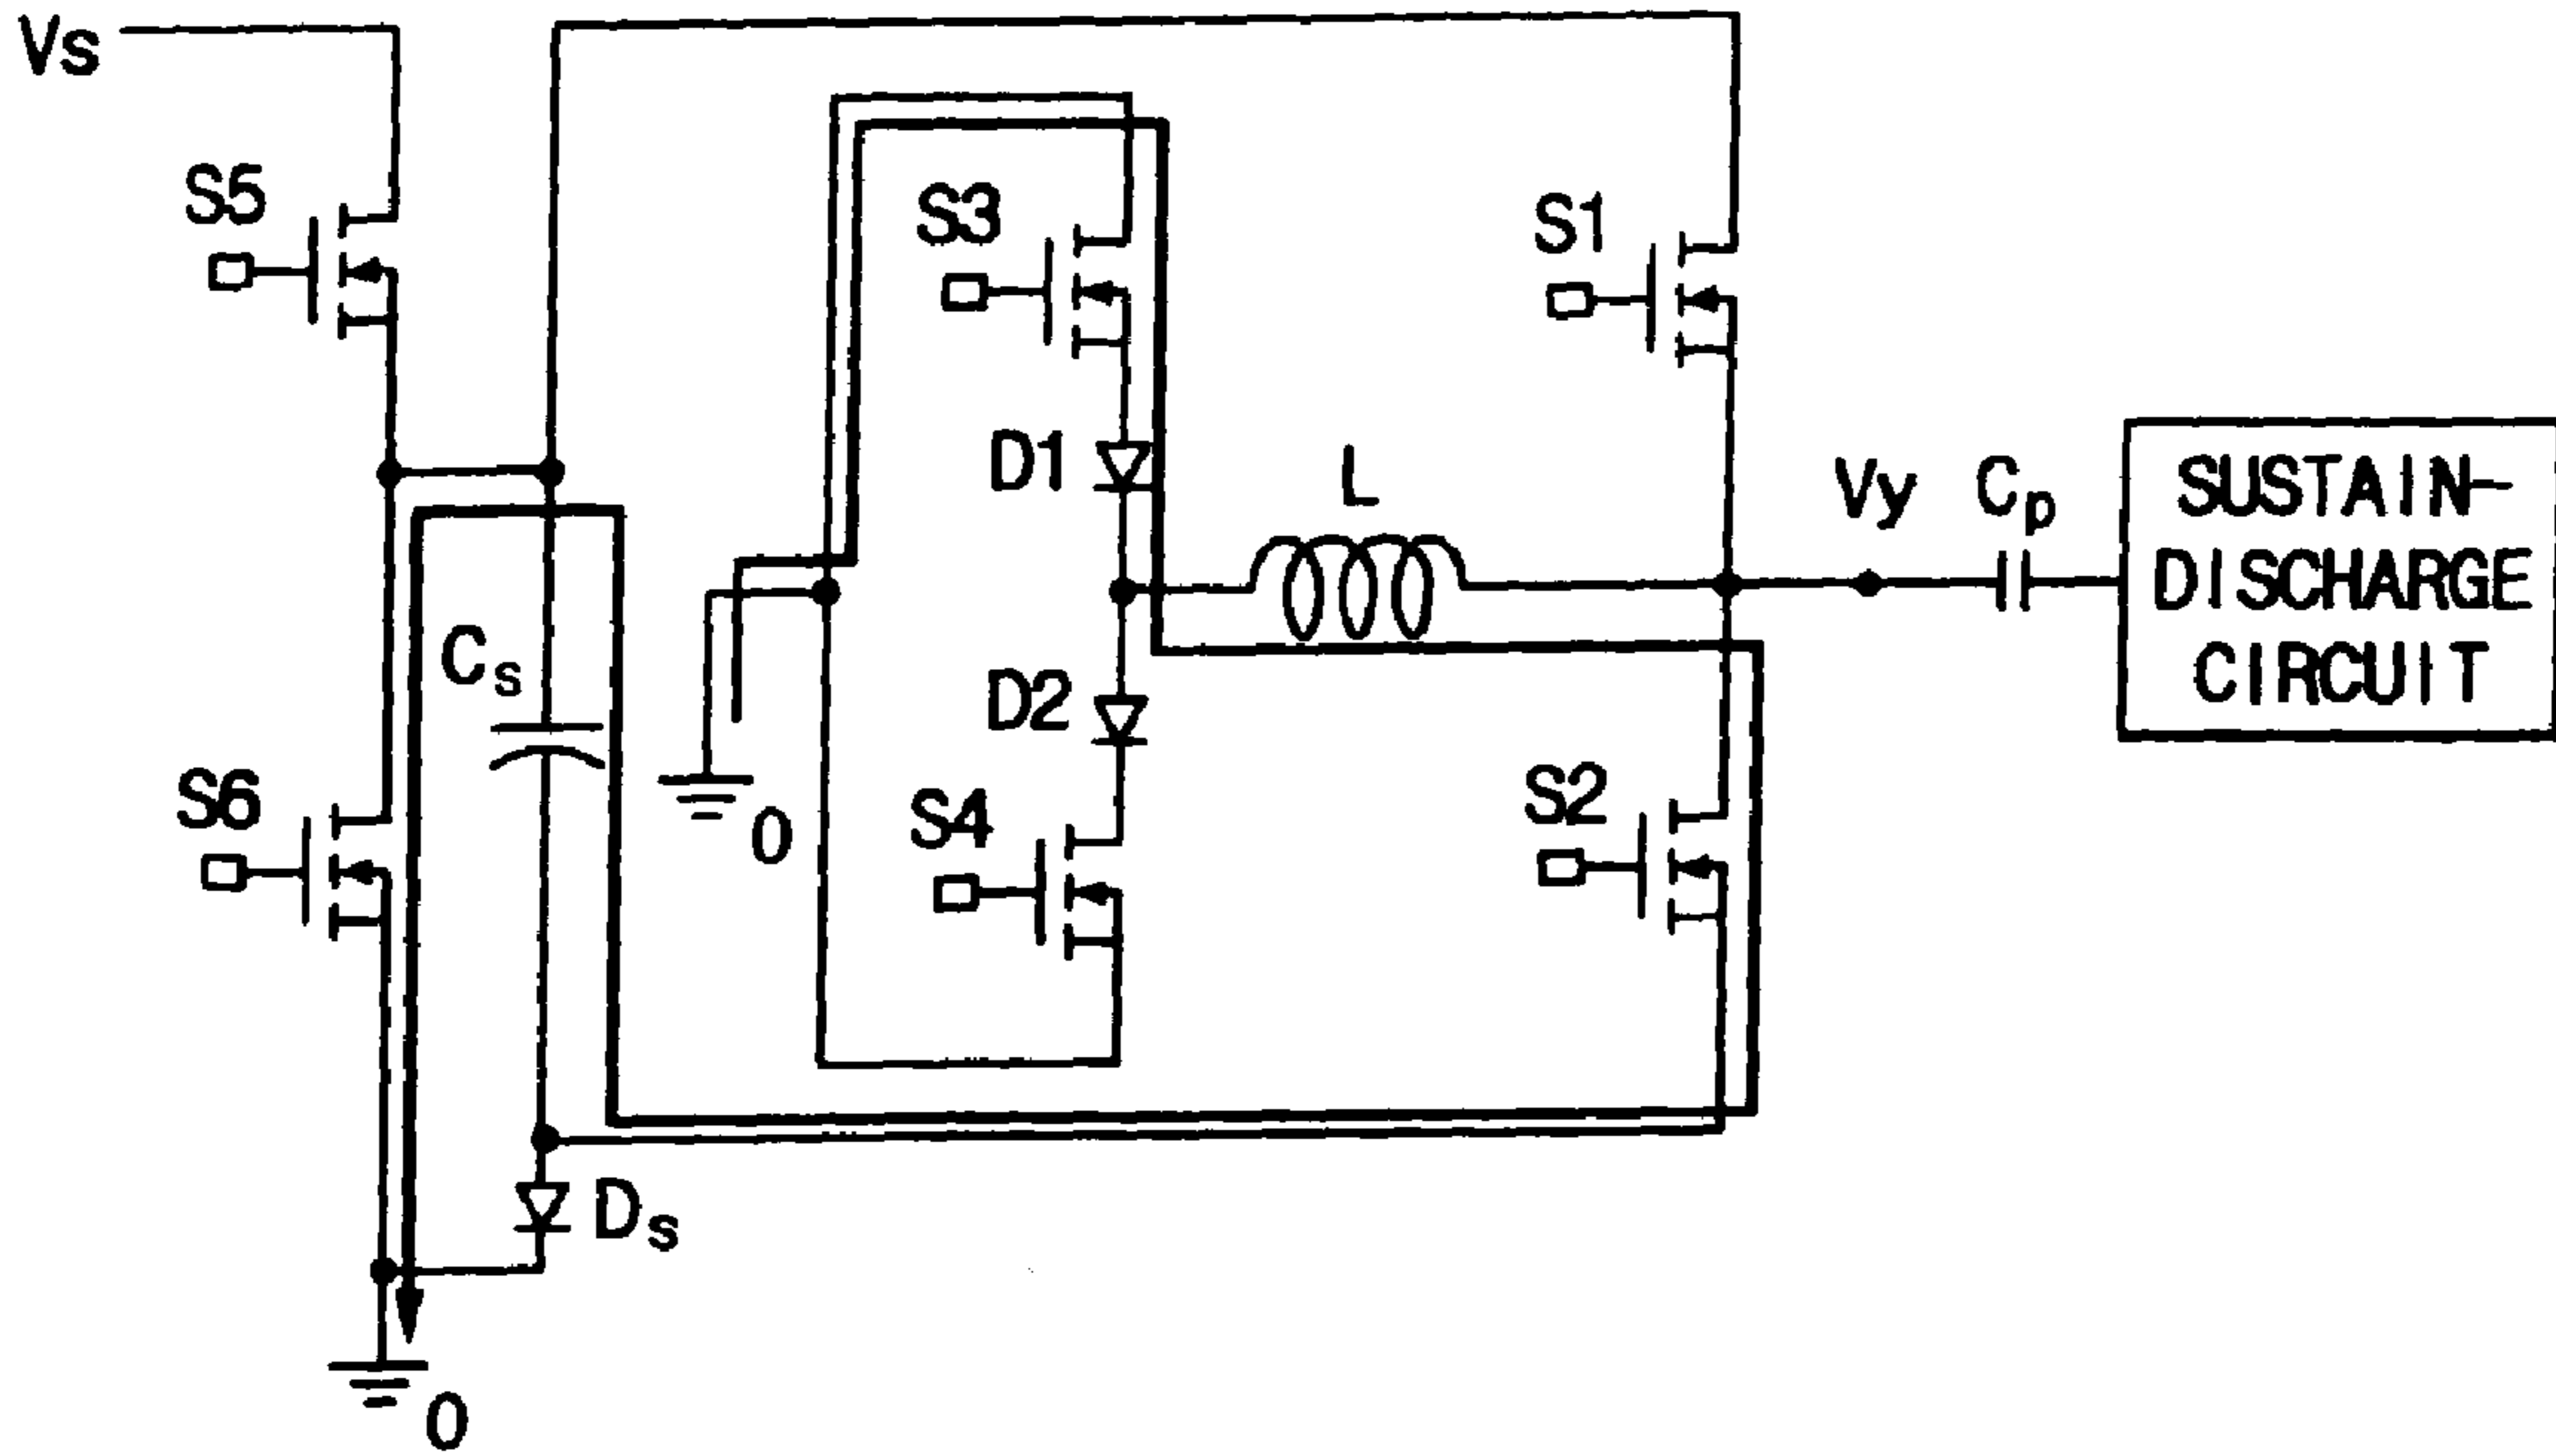 Vs
S5
S3
S1
D1
L
Vy
Cp
SUSTAIN-
DISCHARGE
CIRCUIT
Cs
D2
S6
S4
S2
0
Ds
0